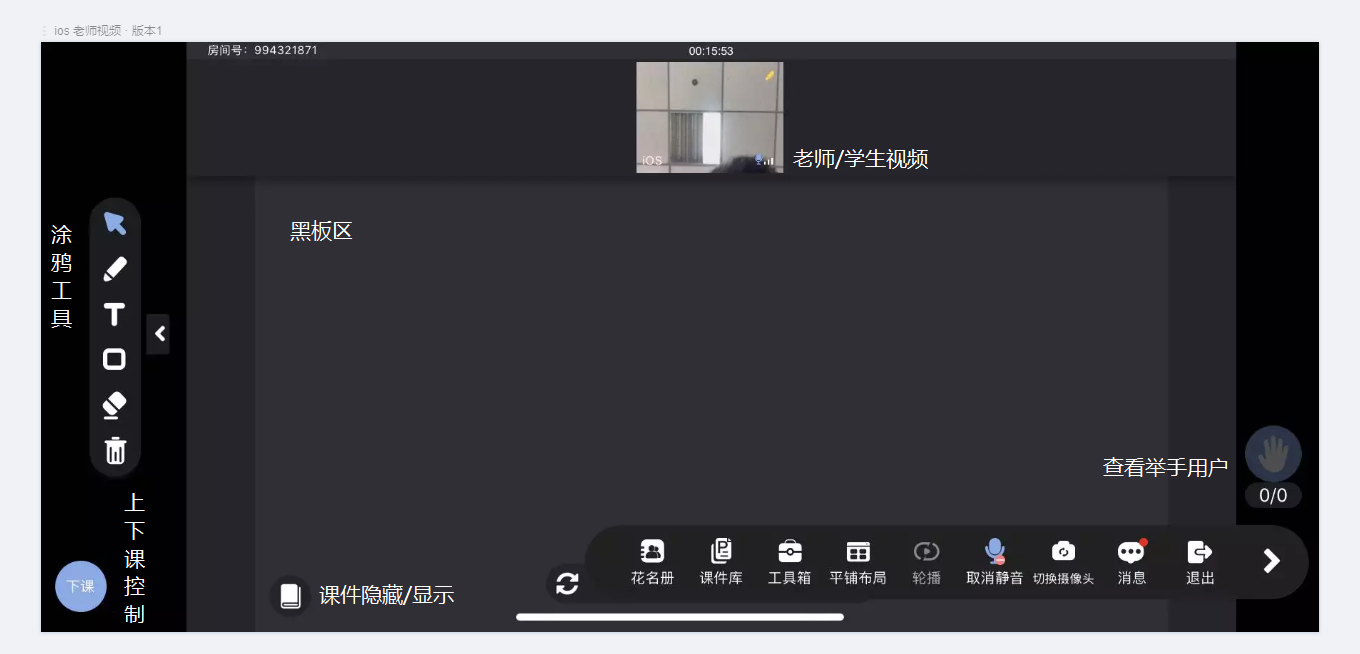 ios 老师视频 · 版本1
房间号：994321871
00:15:53
iOS
老师/学生视频
黑板区
涂鸦工具
T
查看举手用户
0/0
上下课控制
下课
课件隐藏/显示
花名册
课件库
工具箱
平铺布局
轮播
取消静音
切换摄像头
消息
退出